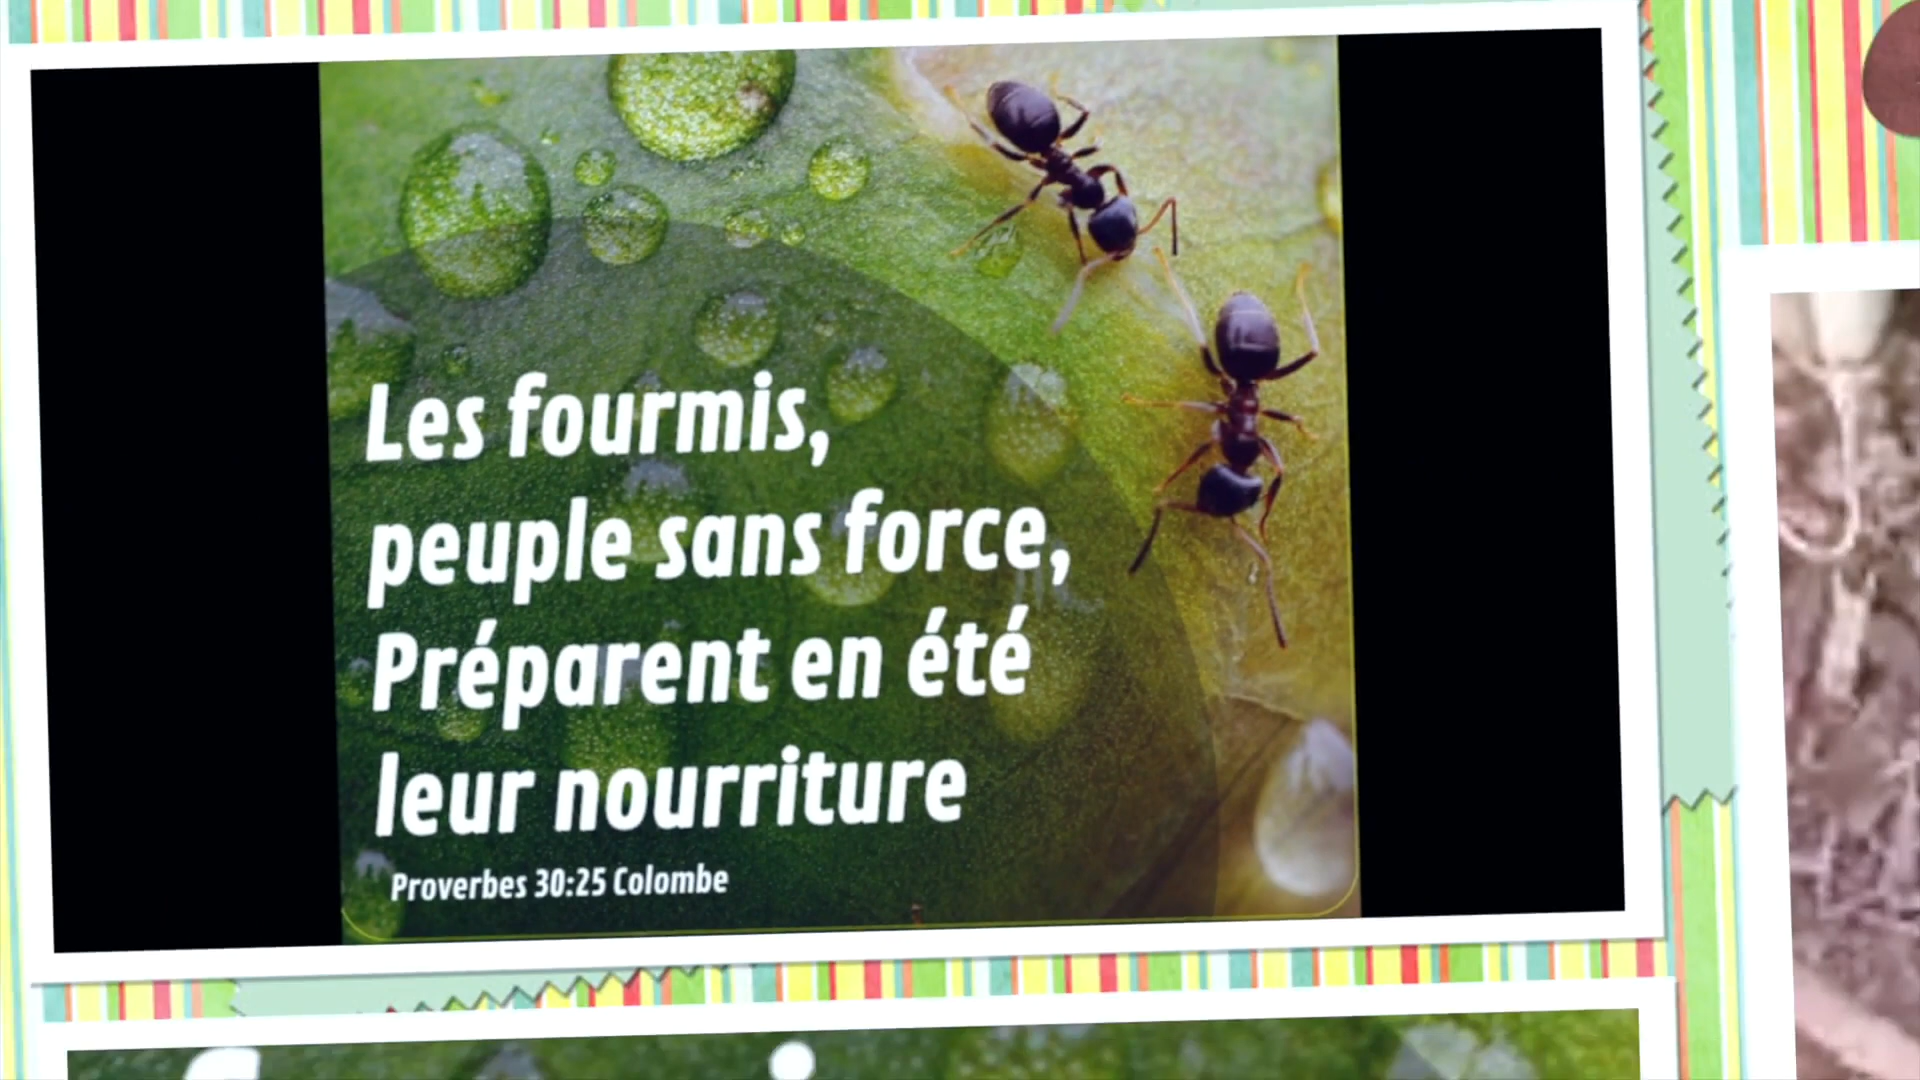 Les fourmis,
peuple sans force,
Préparent en été
leur nourriture
Proverbes 30:25 Colombe